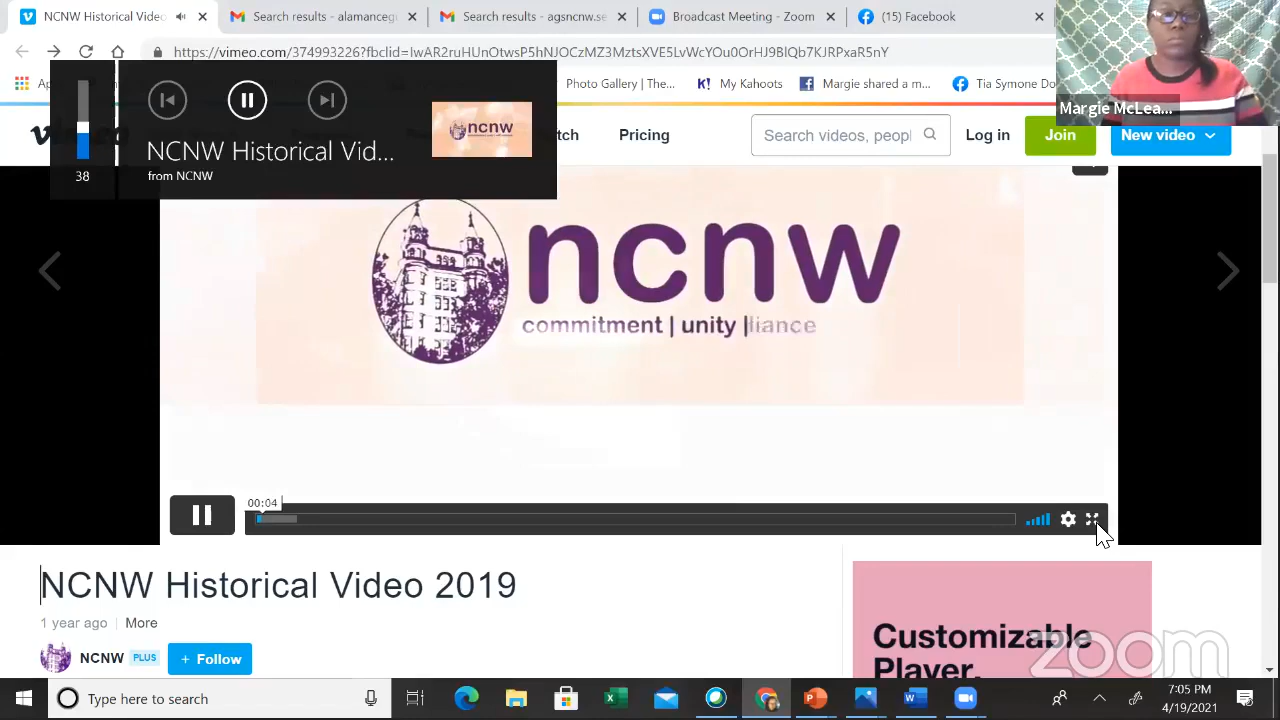 NCNW Historical Video
Search results - alamanceg
Search results - agsncnw.se
Broadcast Meeting - Zoom
(15) Facebook
https://vimeo.com/374993226?fbclid=IwAR2ruHUnOtwsP5hNJOCzMZ3MztsXVE5LvWcYOu0OrHJ9BlQb7KJRPxaR5nY
Photo Gallery | The...
K! My Kahoots
Margie shared a m...
Tia Symone Do
Margie McLea...
Pricing
Search videos, peopl
Log in
Join
New video
NCNW Historical Vid...
from NCNW
38
ncnw
ncnw
commitment | unity |liance
00:04
NCNW Historical Video 2019
1 year ago
More
NCNW
PLUS
+ Follow
Customizable
Player.
zoom
Type here to search
7:05 PM
4/19/2021